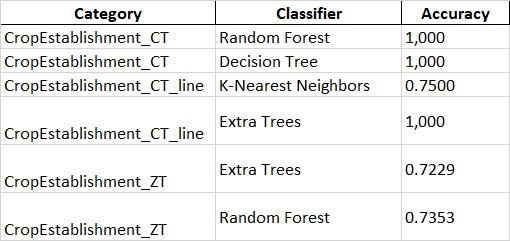 Category Classifier Accuracy
CropEstablishment_CT Random Forest 1,000
CropEstablishment_CT Decision Tree 1,000
CropEstablishment_CT_line K-Nearest Neighbors 0.7500
CropEstablishment_CT_line Extra Trees 1,000
CropEstablishment_ZT Extra Trees 0.7229
CropEstablishment_ZT Random Forest 0.7353